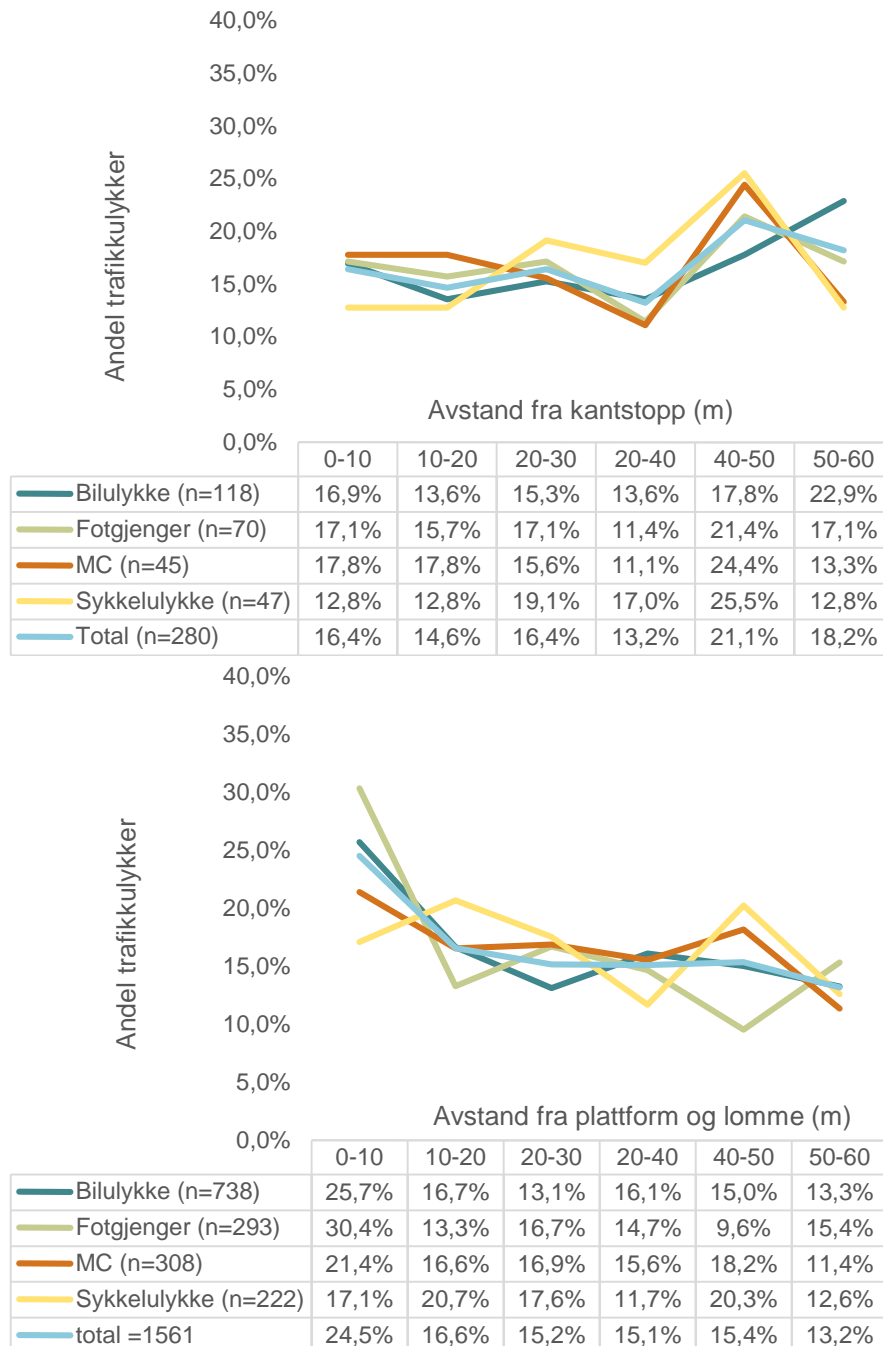 40,0%
35,0%
30,0%
25,0%
20,0%
15,0%
10,0%
5,0%
0,0%
Andel trafikkulykker
Avstand fra kantstopp (m)
0-10 10-20 20-30 20-40 40-50 50-60
Bilulykke (n=118) 16,9% 13,6% 15,3% 13,6% 17,8% 22,9%
Fotgjenger (n=70) 17,1% 15,7% 17,1% 11,4% 21,4% 17,1%
MC (n=45) 17,8% 17,8% 15,6% 11,1% 24,4% 13,3%
Sykkelulykke (n=47) 12,8% 12,8% 19,1% 17,0% 25,5% 12,8%
Total (n=280) 16,4% 14,6% 16,4% 13,2% 21,1% 18,2%
40,0%
35,0%
30,0%
25,0%
20,0%
15,0%
10,0%
5,0%
0,0%
Andel trafikkulykker
Avstand fra plattform og lomme (m)
0-10 10-20 20-30 20-40 40-50 50-60
Bilulykke (n=738) 25,7% 16,7% 13,1% 16,1% 15,0% 13,3%
Fotgjenger (n=293) 30,4% 13,3% 16,7% 14,7% 9,6% 15,4%
MC (n=308) 21,4% 16,6% 16,9% 15,6% 18,2% 11,4%
Sykkelulykke (n=222) 17,1% 20,7% 17,6% 11,7% 20,3% 12,6%
total =1561 24,5% 16,6% 15,2% 15,1% 15,4% 13,2%